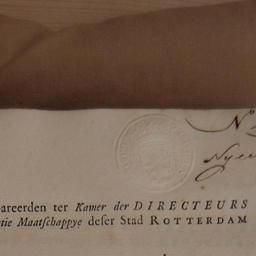 N°
areerden ter Kamer der DIRECTEURS
tie Maatſchappye deſer Stad ROTTERDAM